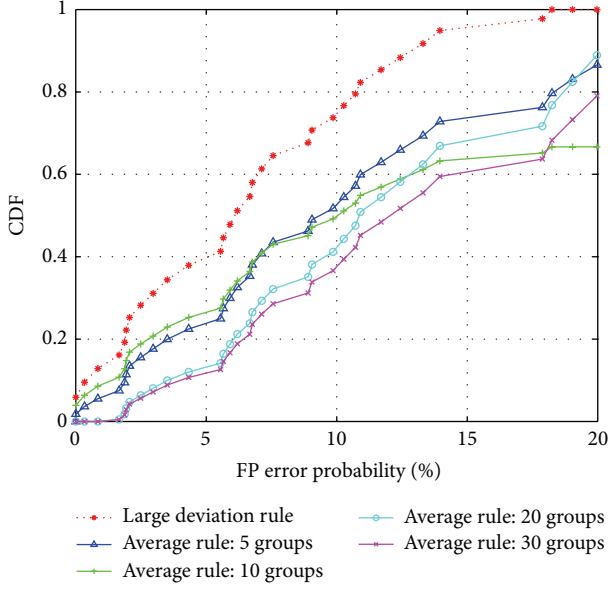 1
0.8
0.6
0.4
0.2
0
CDF
0 5 10 15 20
FP error probability (%)
Large deviation rule
Average rule: 5 groups
Average rule: 10 groups
Average rule: 20 groups
Average rule: 30 groups